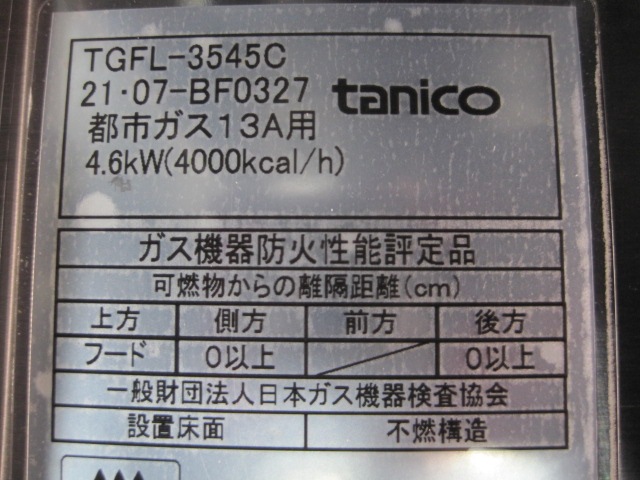 TGFL-3545C
21・07-BF0327 tanico
都市ガス13A用
4.6kW(4000kcal/h)
ガス機器防火性能評定品
可燃物からの離隔距離(cm)
上方 側方 前方 後方
フード 0以上 0以上
一般財団法人日本ガス機器検査協会
設置床面 不燃構造